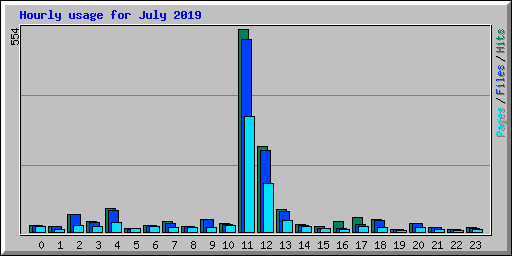 Hourly usage for July 2019
554
Pages/Files/Hits
0 1 2 3 4 5 6 7 8 9 10 11 12 13 14 15 16 17 18 19 20 21 22 23